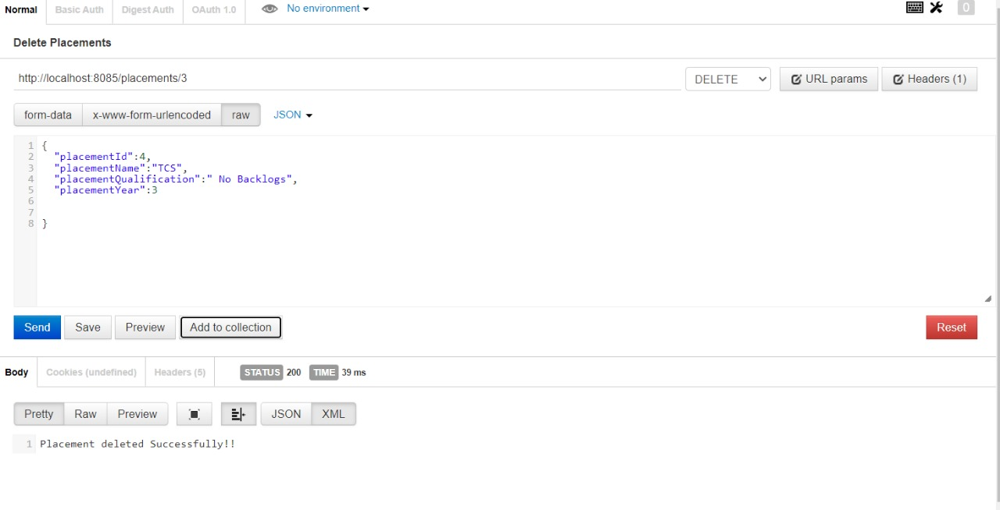 Normal Basic Auth Digest Auth OAuth 1.0 No environment 0
Delete Placements
http://localhost:8085/placements/3 DELETE URL params Headers (1)
form-data x-www-form-urlencoded raw JSON
1 {
2 "placementId":4,
3 "placementName":"TCS",
4 "placementQualification":" No Backlogs",
5 "placementYear":3
6
7
8 }
Send Save Preview Add to collection Reset
Body Cookies (undefined) Headers (5) STATUS 200 TIME 39 ms
Pretty Raw Preview JSON XML
1 Placement deleted Successfully!!